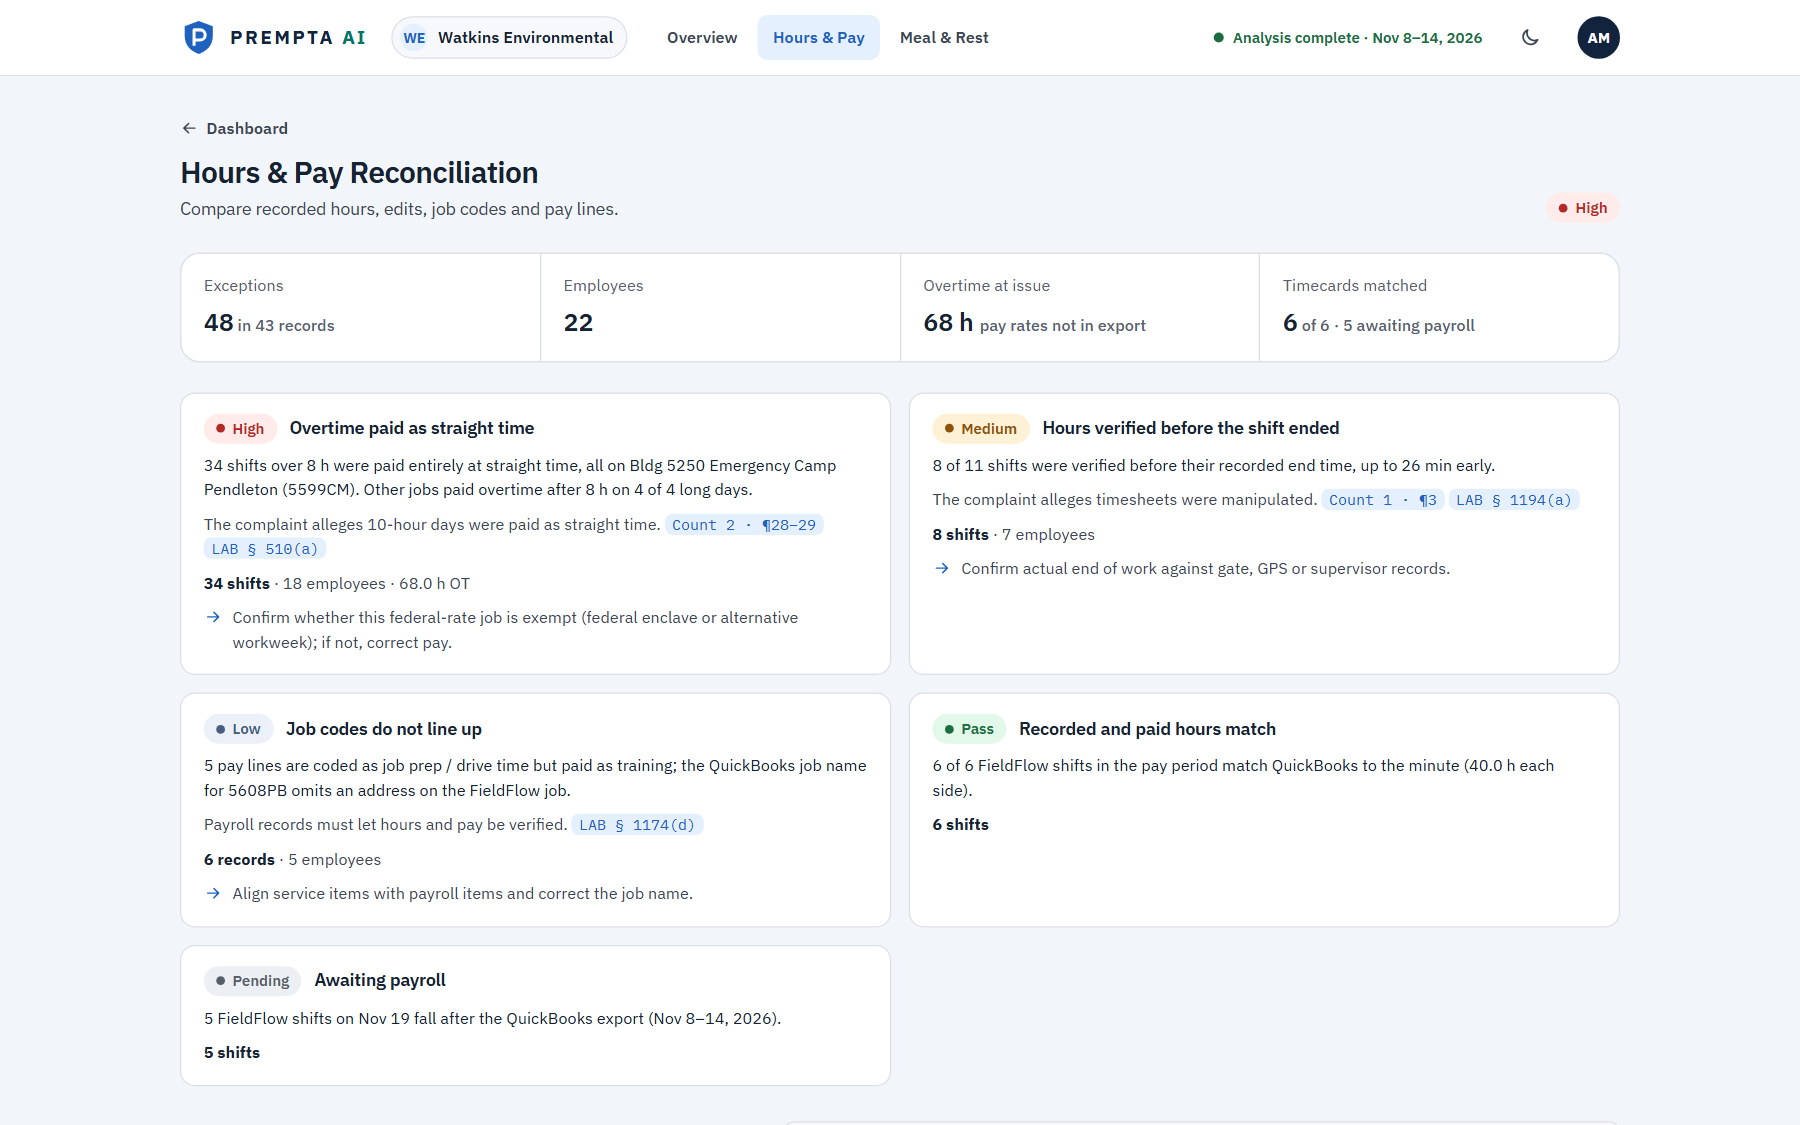 PREMPTA AI
WE Watkins Environmental
Overview
Hours & Pay
Meal & Rest
Analysis complete · Nov 8–14, 2026
AM
← Dashboard
Hours & Pay Reconciliation
Compare recorded hours, edits, job codes and pay lines.
High
Exceptions
48 in 43 records
Employees
22
Overtime at issue
68 h pay rates not in export
Timecards matched
6 of 6 · 5 awaiting payroll
High Overtime paid as straight time
34 shifts over 8 h were paid entirely at straight time, all on Bldg 5250 Emergency Camp
Pendleton (5599CM). Other jobs paid overtime after 8 h on 4 of 4 long days.
The complaint alleges 10-hour days were paid as straight time. Count 2 · ¶28–29
LAB § 510(a)
34 shifts · 18 employees · 68.0 h OT
→ Confirm whether this federal-rate job is exempt (federal enclave or alternative
workweek); if not, correct pay.
Medium Hours verified before the shift ended
8 of 11 shifts were verified before their recorded end time, up to 26 min early.
The complaint alleges timesheets were manipulated. Count 1 · ¶3 LAB § 1194(a)
8 shifts · 7 employees
→ Confirm actual end of work against gate, GPS or supervisor records.
Low Job codes do not line up
5 pay lines are coded as job prep / drive time but paid as training; the QuickBooks job name
for 5608PB omits an address on the FieldFlow job.
Payroll records must let hours and pay be verified. LAB § 1174(d)
6 records · 5 employees
→ Align service items with payroll items and correct the job name.
Pass Recorded and paid hours match
6 of 6 FieldFlow shifts in the pay period match QuickBooks to the minute (40.0 h each
side).
6 shifts
Pending Awaiting payroll
5 FieldFlow shifts on Nov 19 fall after the QuickBooks export (Nov 8–14, 2026).
5 shifts